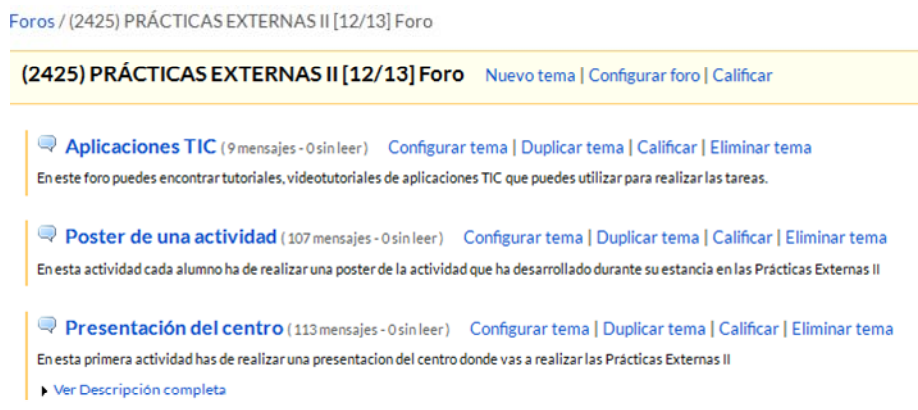 Foros / (2425) PRÁCTICAS EXTERNAS II [12/13] Foro
(2425) PRÁCTICAS EXTERNAS II [12/13] Foro Nuevo tema | Configurar foro | Calificar
Aplicaciones TIC (9 mensajes - 0 sin leer) Configurar tema | Duplicar tema | Calificar | Eliminar tema
En este foro puedes encontrar tutoriales, videotutoriales de aplicaciones TIC que puedes utilizar para realizar las tareas.
Poster de una actividad (107 mensajes - 0 sin leer) Configurar tema | Duplicar tema | Calificar | Eliminar tema
En esta actividad cada alumno ha de realizar una poster de la actividad que ha desarrollado durante su estancia en las Prácticas Externas II
Presentación del centro (113 mensajes - 0 sin leer) Configurar tema | Duplicar tema | Calificar | Eliminar tema
En esta primera actividad has de realizar una presentacion del centro donde vas a realizar las Prácticas Externas II
Ver Descripción completa